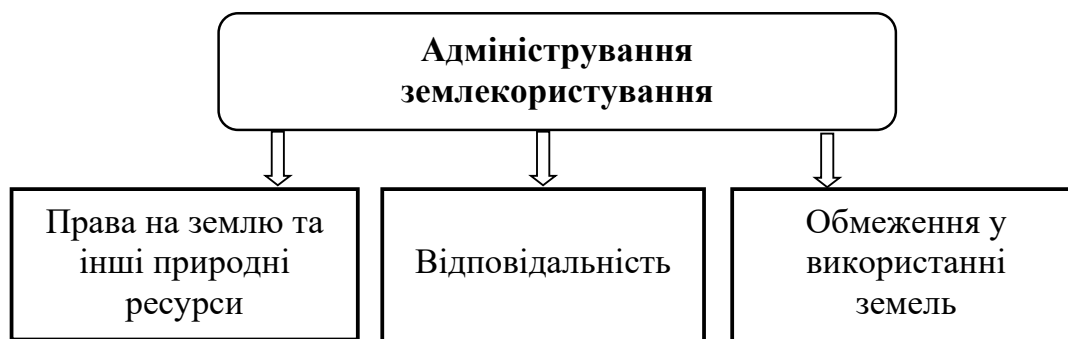 Адміністрування
землекористування
Права на землю та
інші природні
ресурси
Відповідальність
Обмеження у
використанні
земель